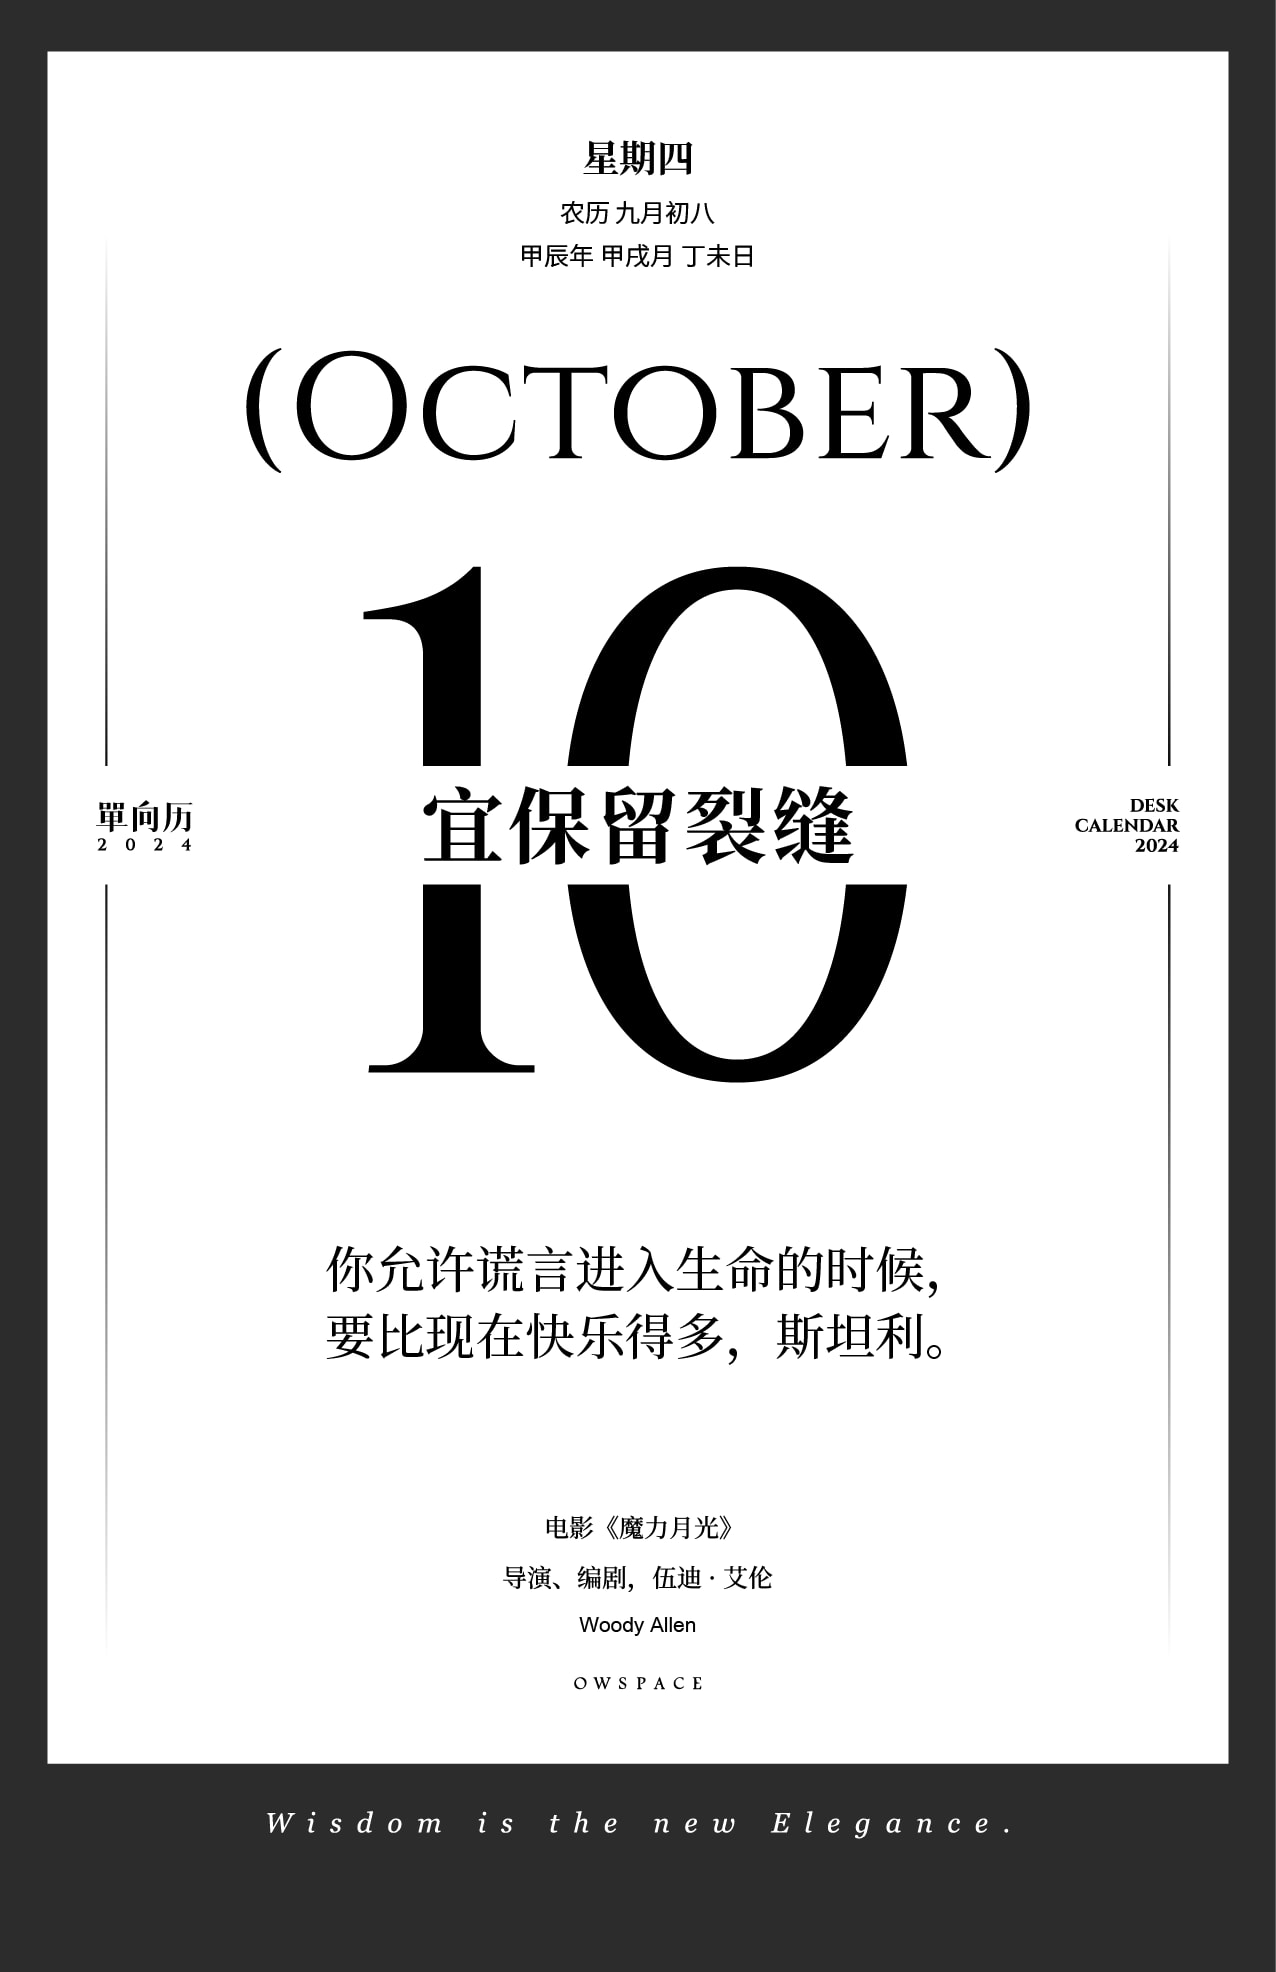 星期四
农历 九月初八
甲辰年 甲戌月 丁未日
(OCTOBER)
10
宜保留裂缝
單向历
2024
DESK
CALENDAR
2024
你允许谎言进入生命的时候，
要比现在快乐得多，斯坦利。
电影《魔力月光》
导演、编剧，伍迪·艾伦
Woody Allen
OWSPACE
Wisdom is the new Elegance.